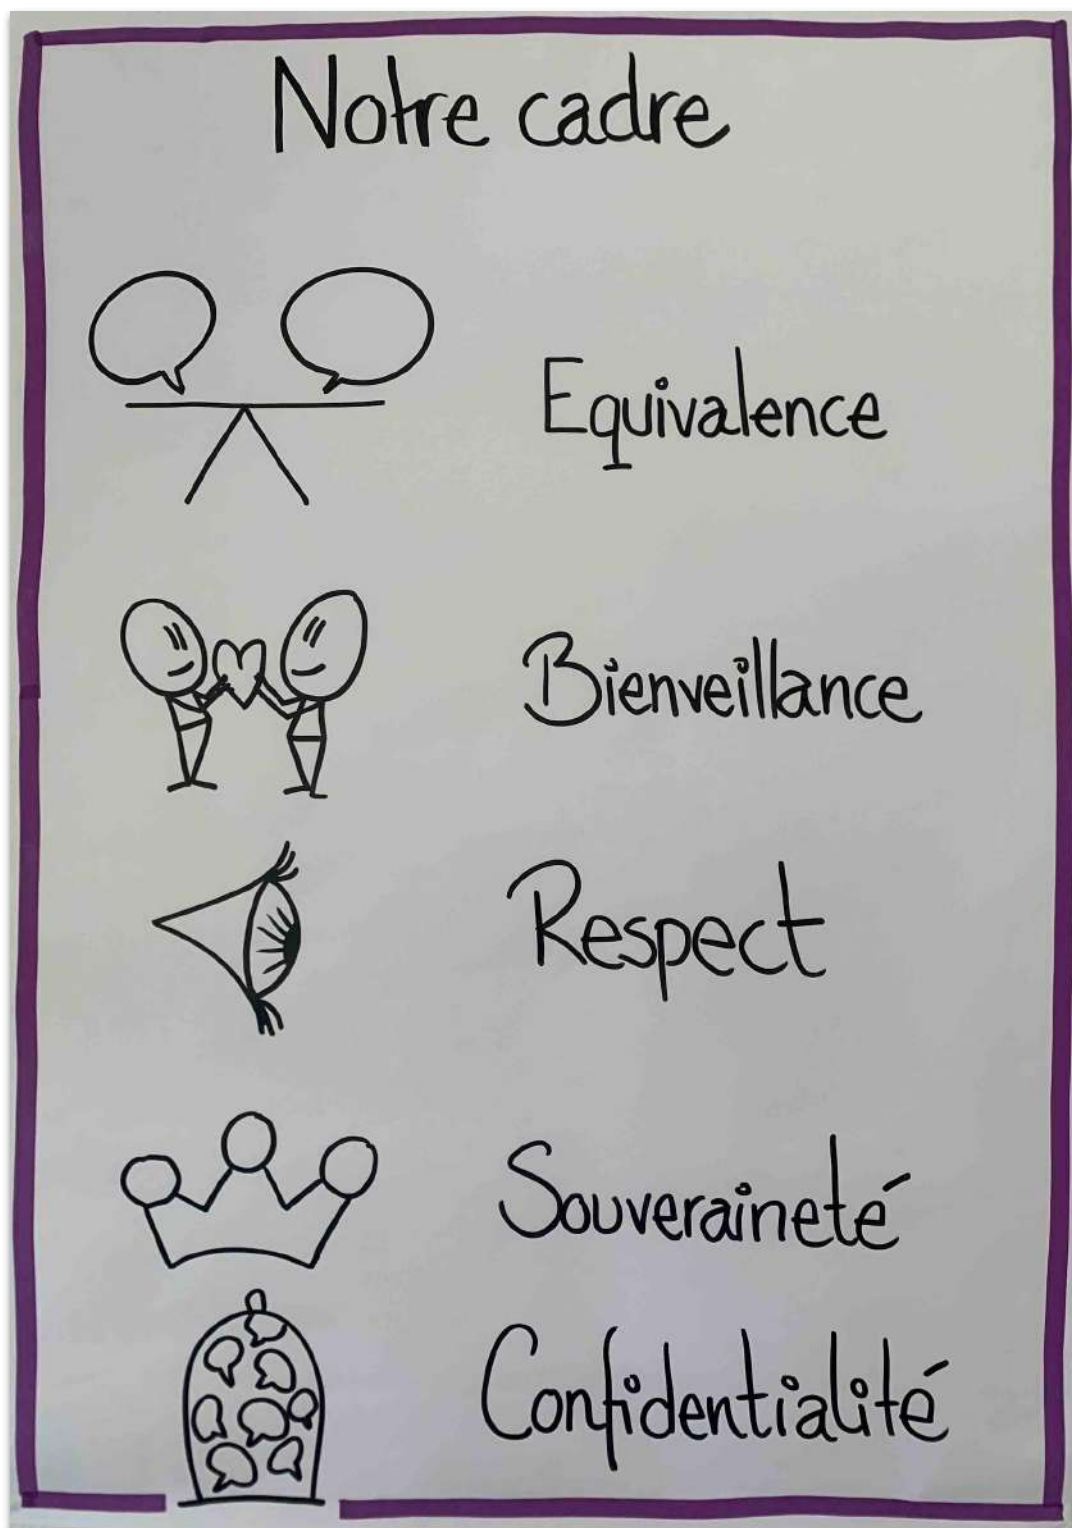 Notre cadre
Equivalence
Bienveillance
Respect
Souveraineté
Confidentialité